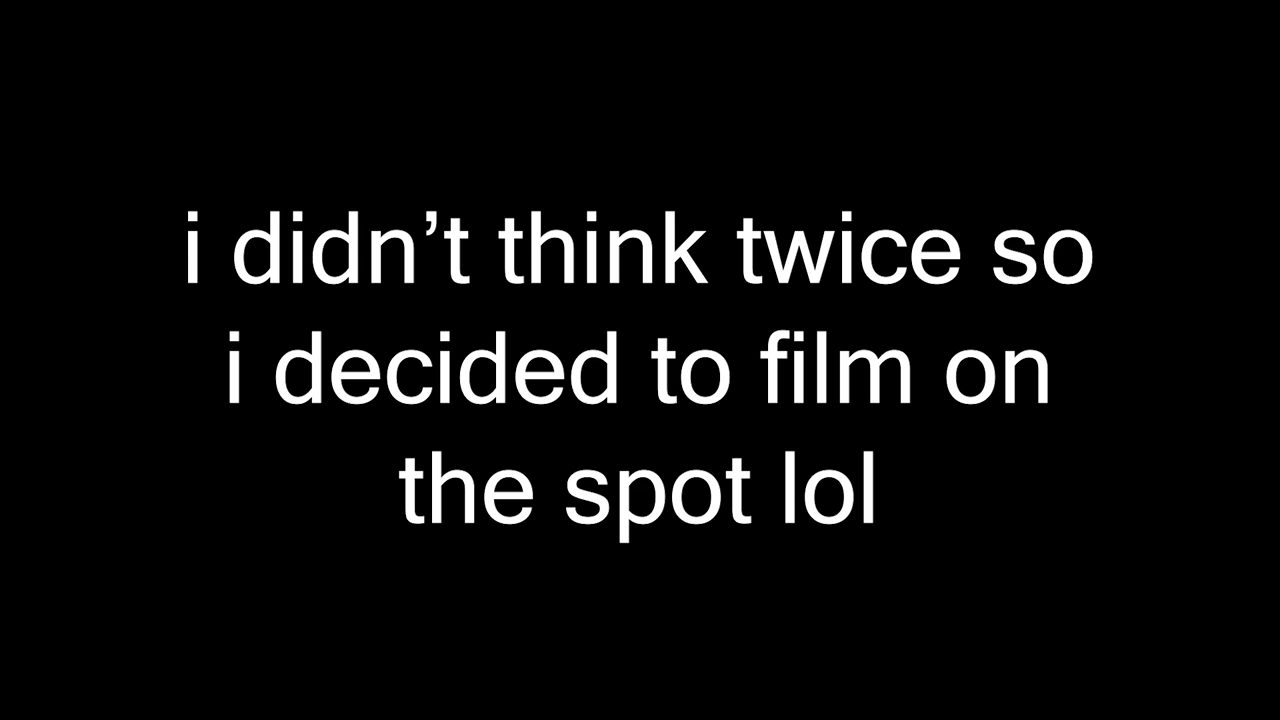 i didn’t think twice so
i decided to film on
the spot lol